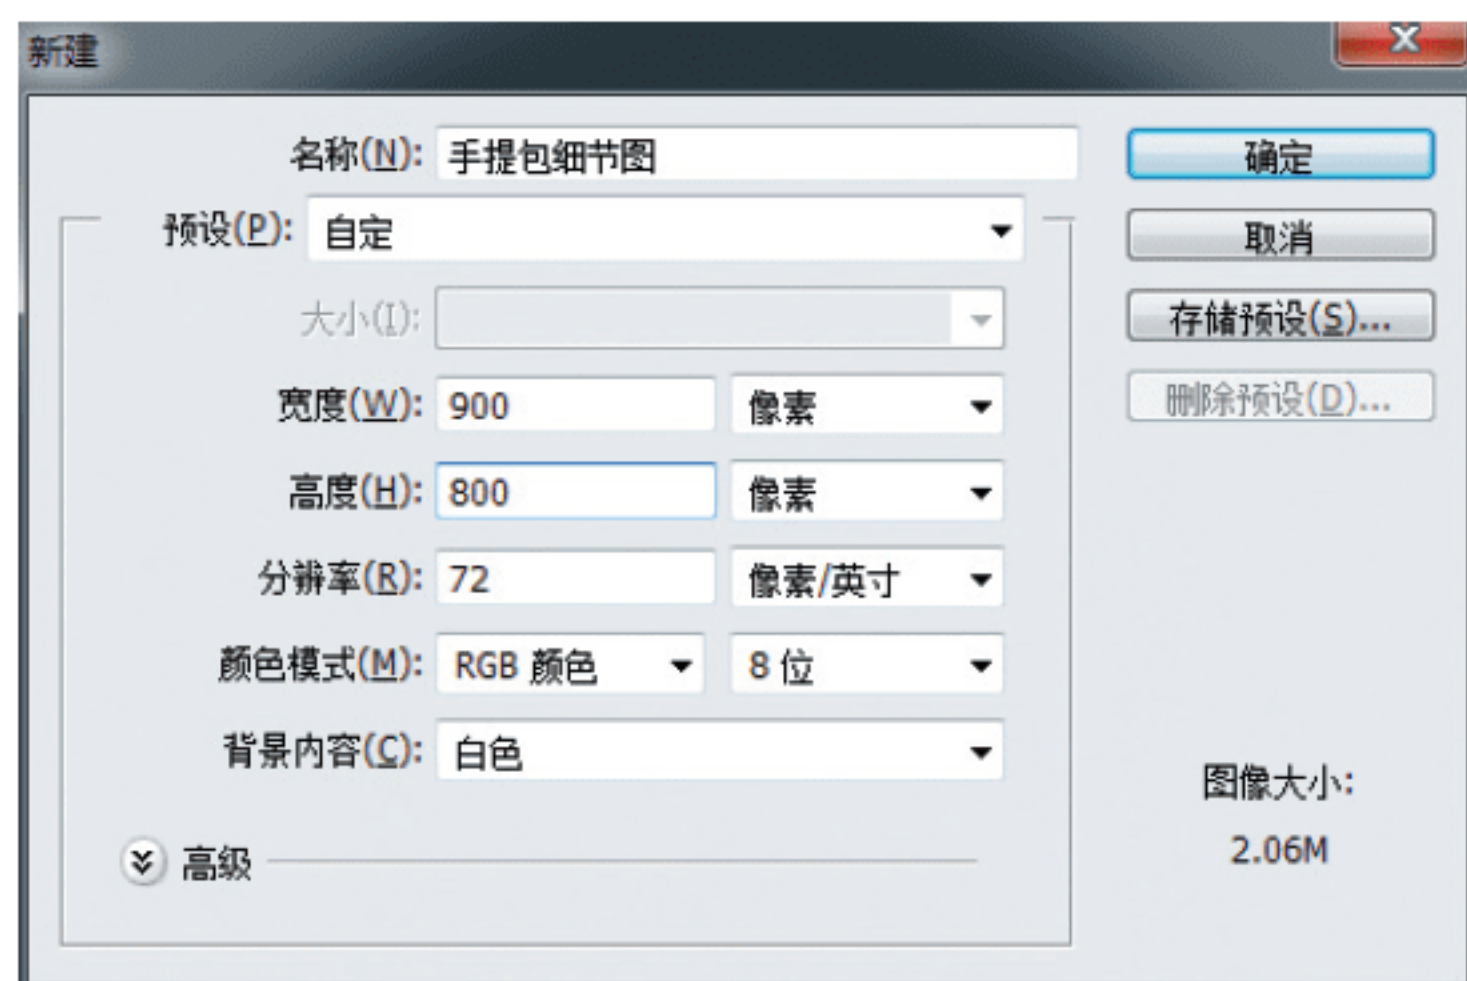 新建
名称(N): 手提包细节图
确定
预设(P): 自定
取消
大小(I):
存储预设(S)...
宽度(W): 900 像素
删除预设(D)...
高度(H): 800 像素
分辨率(R): 72 像素/英寸
颜色模式(M): RGB 颜色 8 位
背景内容(C): 白色
图像大小:
2.06M
高级